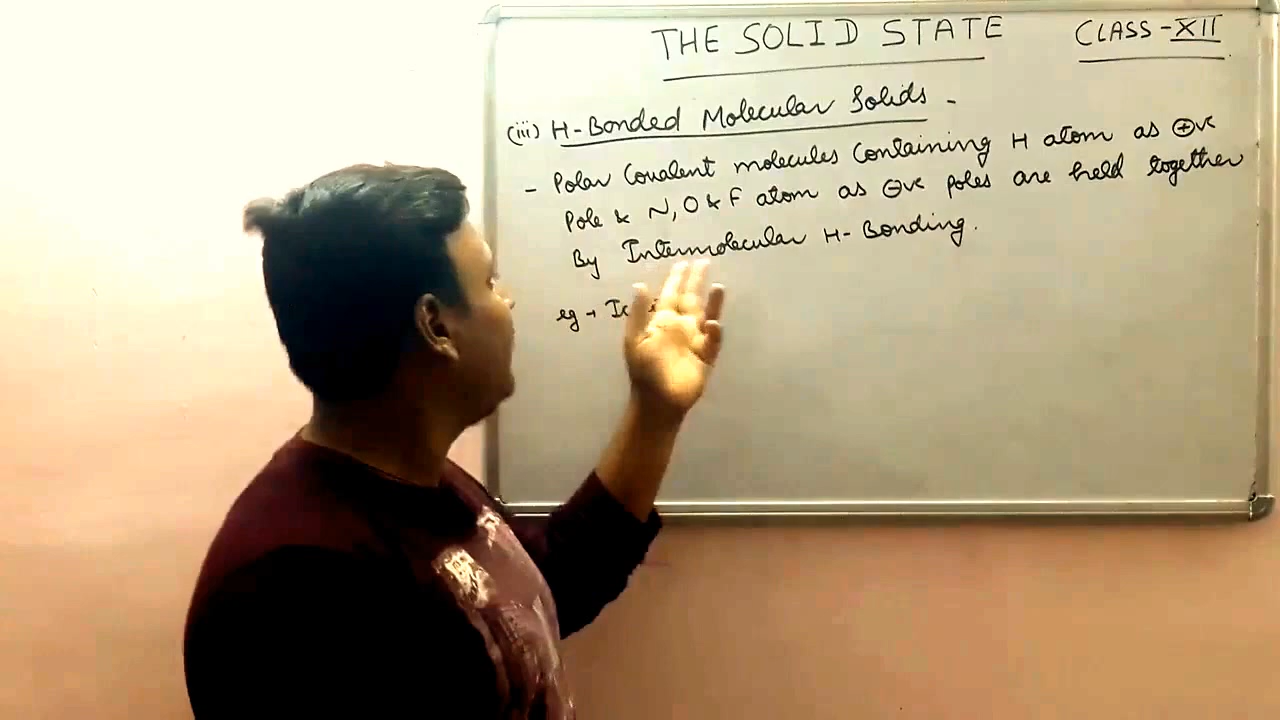 THE SOLID STATE CLASS-XII
(iii) H-Bonded Molecular Solids -
- Polar Covalent molecules Containing H atom as ⊕ve
Pole & N, O & F atom as ⊖ve poles are held together
By Intermolecular H-Bonding.
eg →